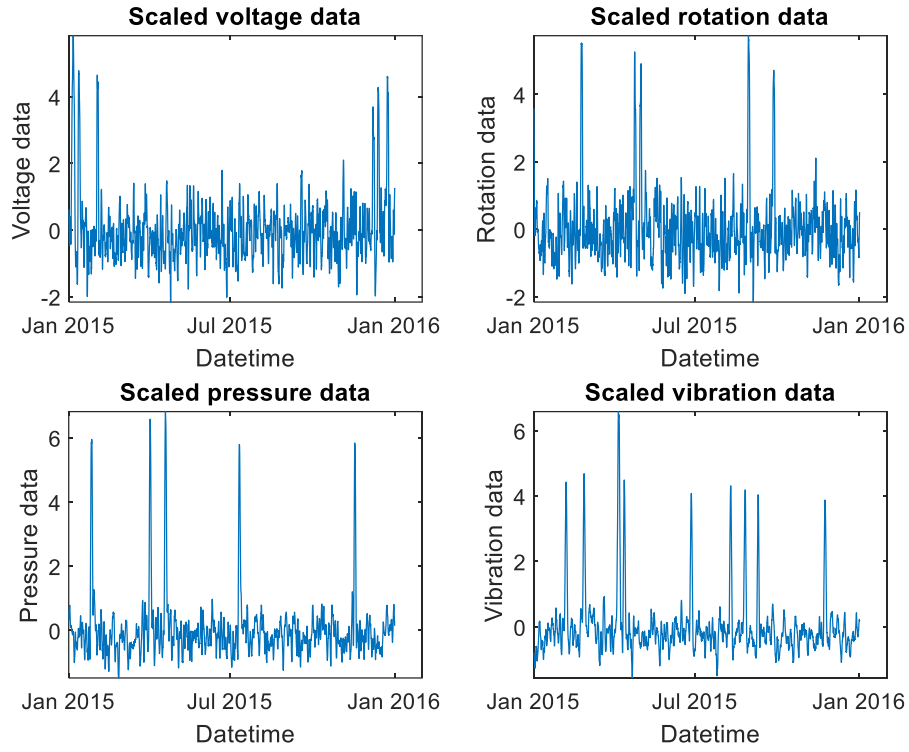 Scaled voltage data
Voltage data
4
2
0
-2
Jan 2015
Jul 2015
Jan 2016
Datetime
Scaled rotation data
Rotation data
4
2
0
-2
Jan 2015
Jul 2015
Jan 2016
Datetime
Scaled pressure data
Pressure data
6
4
2
0
Jan 2015
Jul 2015
Jan 2016
Datetime
Scaled vibration data
Vibration data
6
4
2
0
Jan 2015
Jul 2015
Jan 2016
Datetime